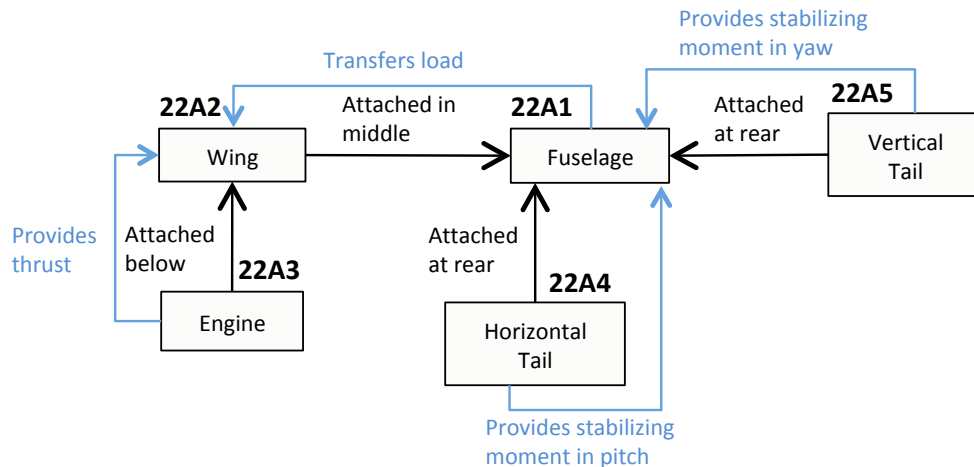 Provides stabilizing
moment in yaw
Transfers load
22A2
Attached in
middle
22A1
Attached
at rear
22A5
Wing
Fuselage
Vertical
Tail
Provides
thrust
Attached
below
22A3
Attached
at rear
22A4
Engine
Horizontal
Tail
Provides stabilizing
moment in pitch